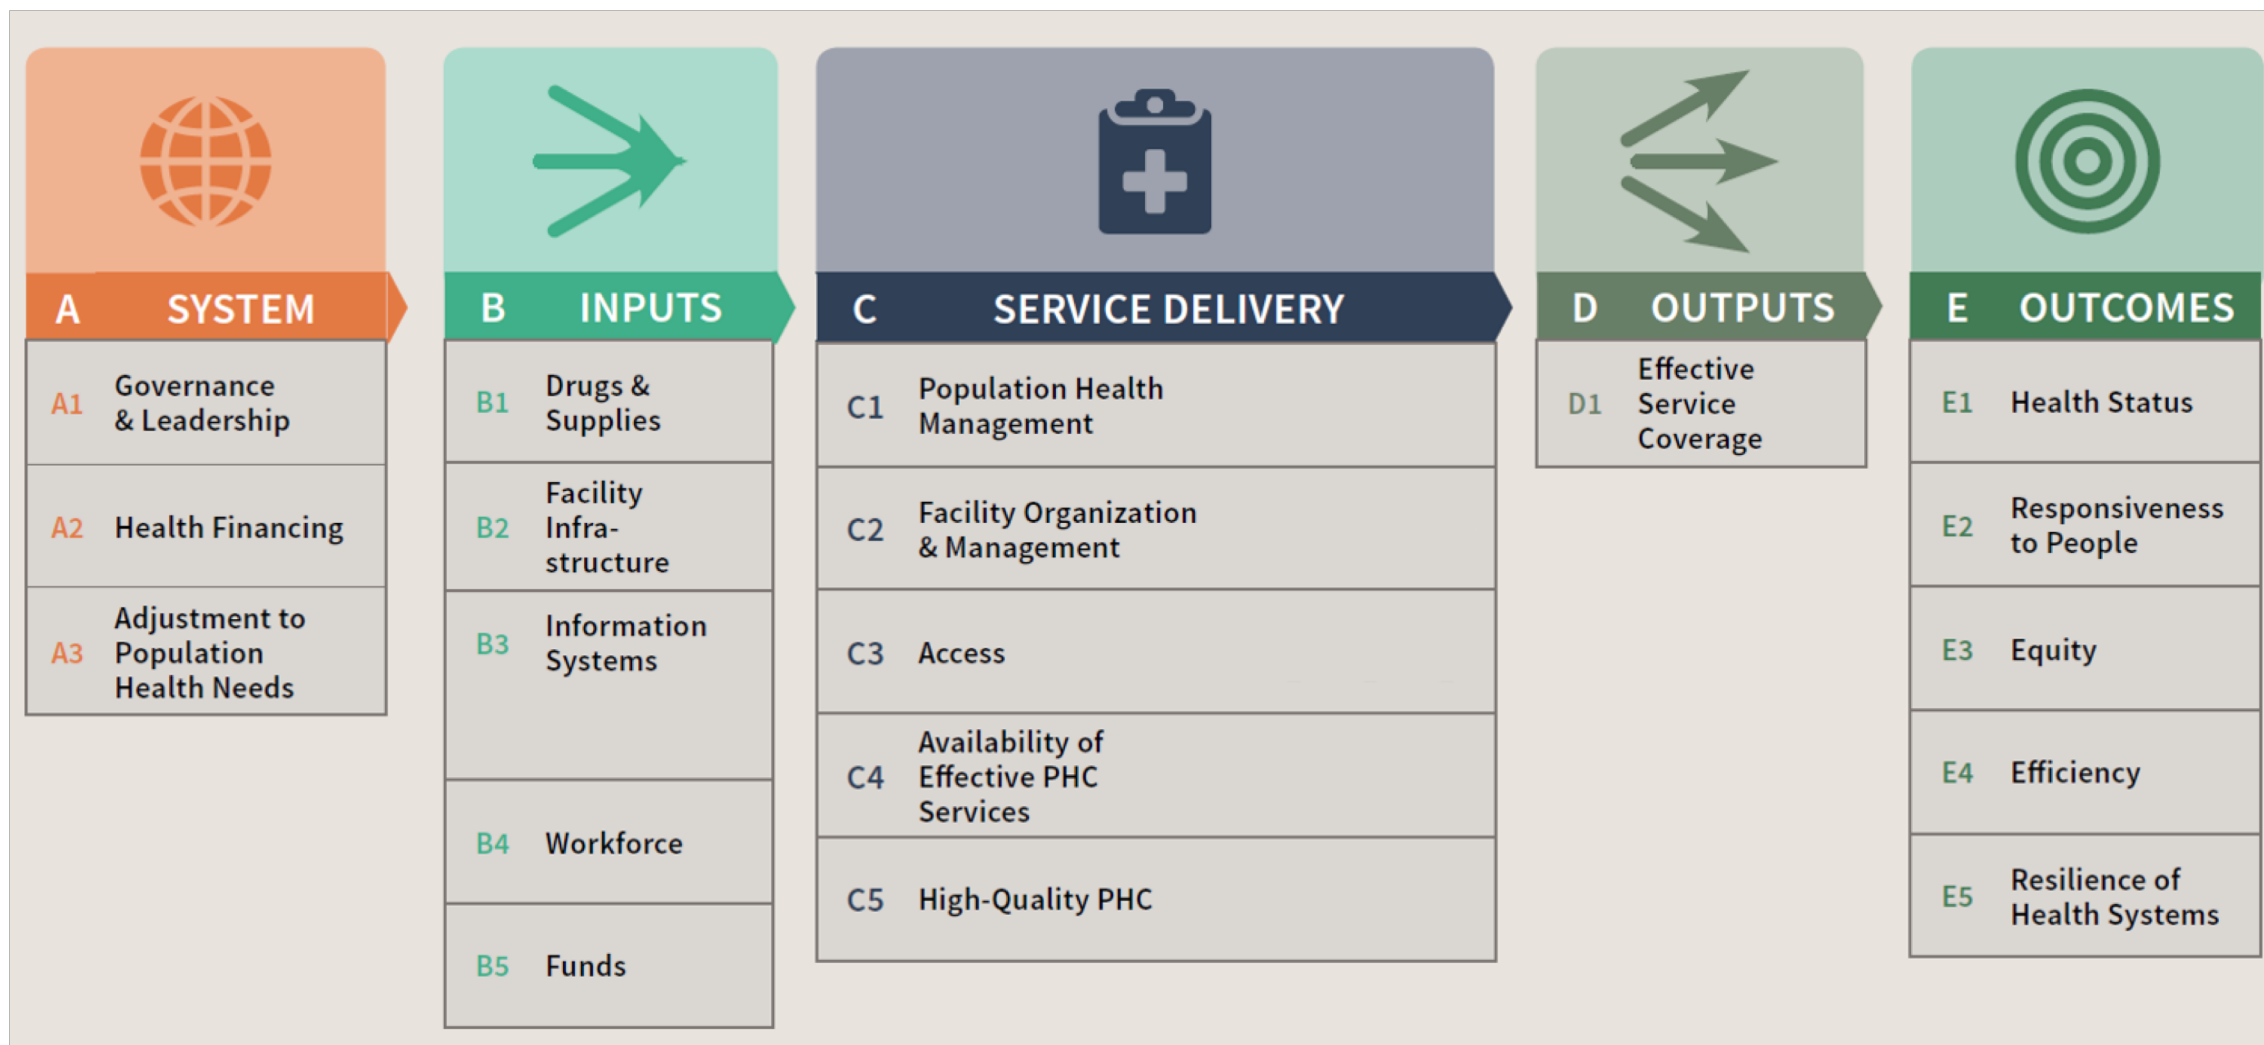 A SYSTEM
A1 Governance
& Leadership
A2 Health Financing
A3 Adjustment to
Population
Health Needs
B INPUTS
B1 Drugs &
Supplies
B2 Facility
Infra-
structure
B3 Information
Systems
B4 Workforce
B5 Funds
C SERVICE DELIVERY
C1 Population Health
Management
C2 Facility Organization
& Management
C3 Access
C4 Availability of
Effective PHC
Services
C5 High-Quality PHC
D OUTPUTS
D1 Effective
Service
Coverage
E OUTCOMES
E1 Health Status
E2 Responsiveness
to People
E3 Equity
E4 Efficiency
E5 Resilience of
Health Systems